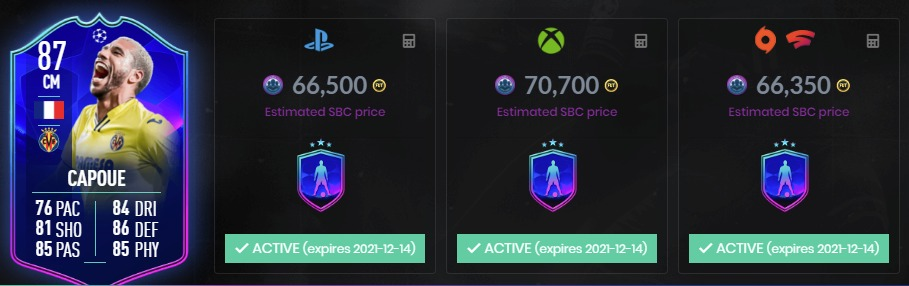 87
CM
CAPOUE
76 PAC 84 DRI
81 SHO 86 DEF
85 PAS 85 PHY
66,500
Estimated SBC price
ACTIVE (expires 2021-12-14)
70,700
Estimated SBC price
ACTIVE (expires 2021-12-14)
66,350
Estimated SBC price
ACTIVE (expires 2021-12-14)